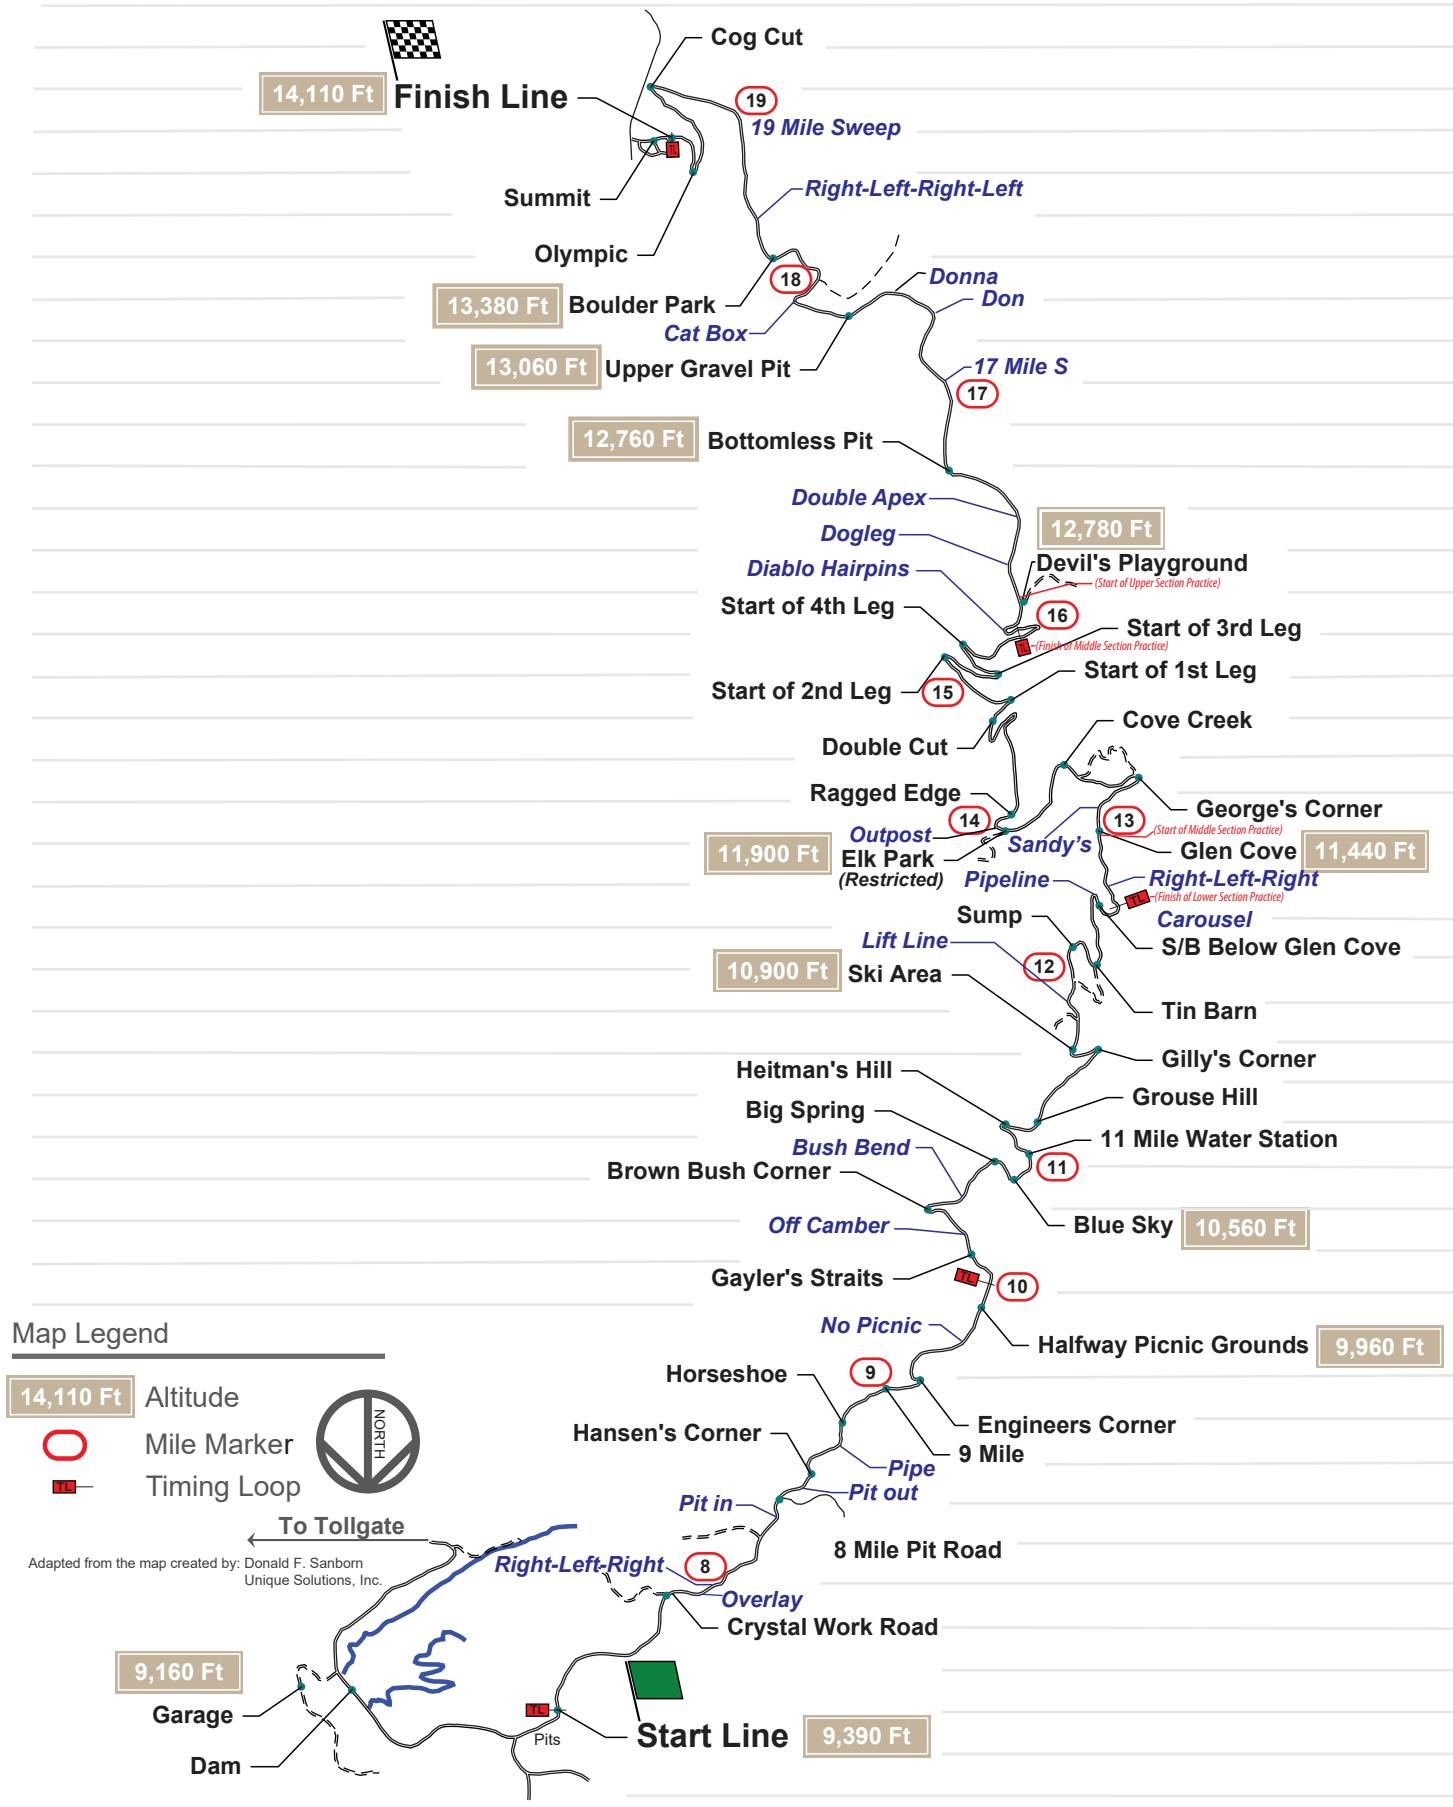 Cog Cut
14,110 Ft
Finish Line
19
19 Mile Sweep
TL
Right-Left-Right-Left
Summit
Olympic
18
Donna
Don
13,380 Ft
Boulder Park
Cat Box
13,060 Ft
Upper Gravel Pit
17 Mile S
17
12,760 Ft
Bottomless Pit
Double Apex
12,780 Ft
Dogleg
Devil's Playground
Diablo Hairpins
(Start of Upper Section Practice)
Start of 4th Leg
16
Start of 3rd Leg
TL
(Finish of Middle Section Practice)
Start of 1st Leg
Start of 2nd Leg
15
Cove Creek
Double Cut
Ragged Edge
George's Corner
14
13
Outpost
(Start of Middle Section Practice)
Sandy's
11,900 Ft
Elk Park
(Restricted)
Glen Cove
11,440 Ft
Pipeline
Right-Left-Right
TL
(Finish of Lower Section Practice)
Sump
Carousel
Lift Line
S/B Below Glen Cove
12
10,900 Ft
Ski Area
Tin Barn
Gilly's Corner
Heitman's Hill
Grouse Hill
Big Spring
11 Mile Water Station
Bush Bend
11
Brown Bush Corner
Off Camber
Blue Sky
10,560 Ft
Gayler's Straits
TL
10
No Picnic
Halfway Picnic Grounds
9,960 Ft
Horseshoe
9
Engineers Corner
Hansen's Corner
9 Mile
Pipe
Pit out
Pit in
8 Mile Pit Road
Right-Left-Right
8
Overlay
Crystal Work Road
Map Legend
14,110 Ft
Altitude
Mile Marker
TL
Timing Loop
NORTH
To Tollgate
Adapted from the map created by: Donald F. Sanborn
Unique Solutions, Inc.
9,160 Ft
Garage
Dam
TL
Pits
Start Line
9,390 Ft